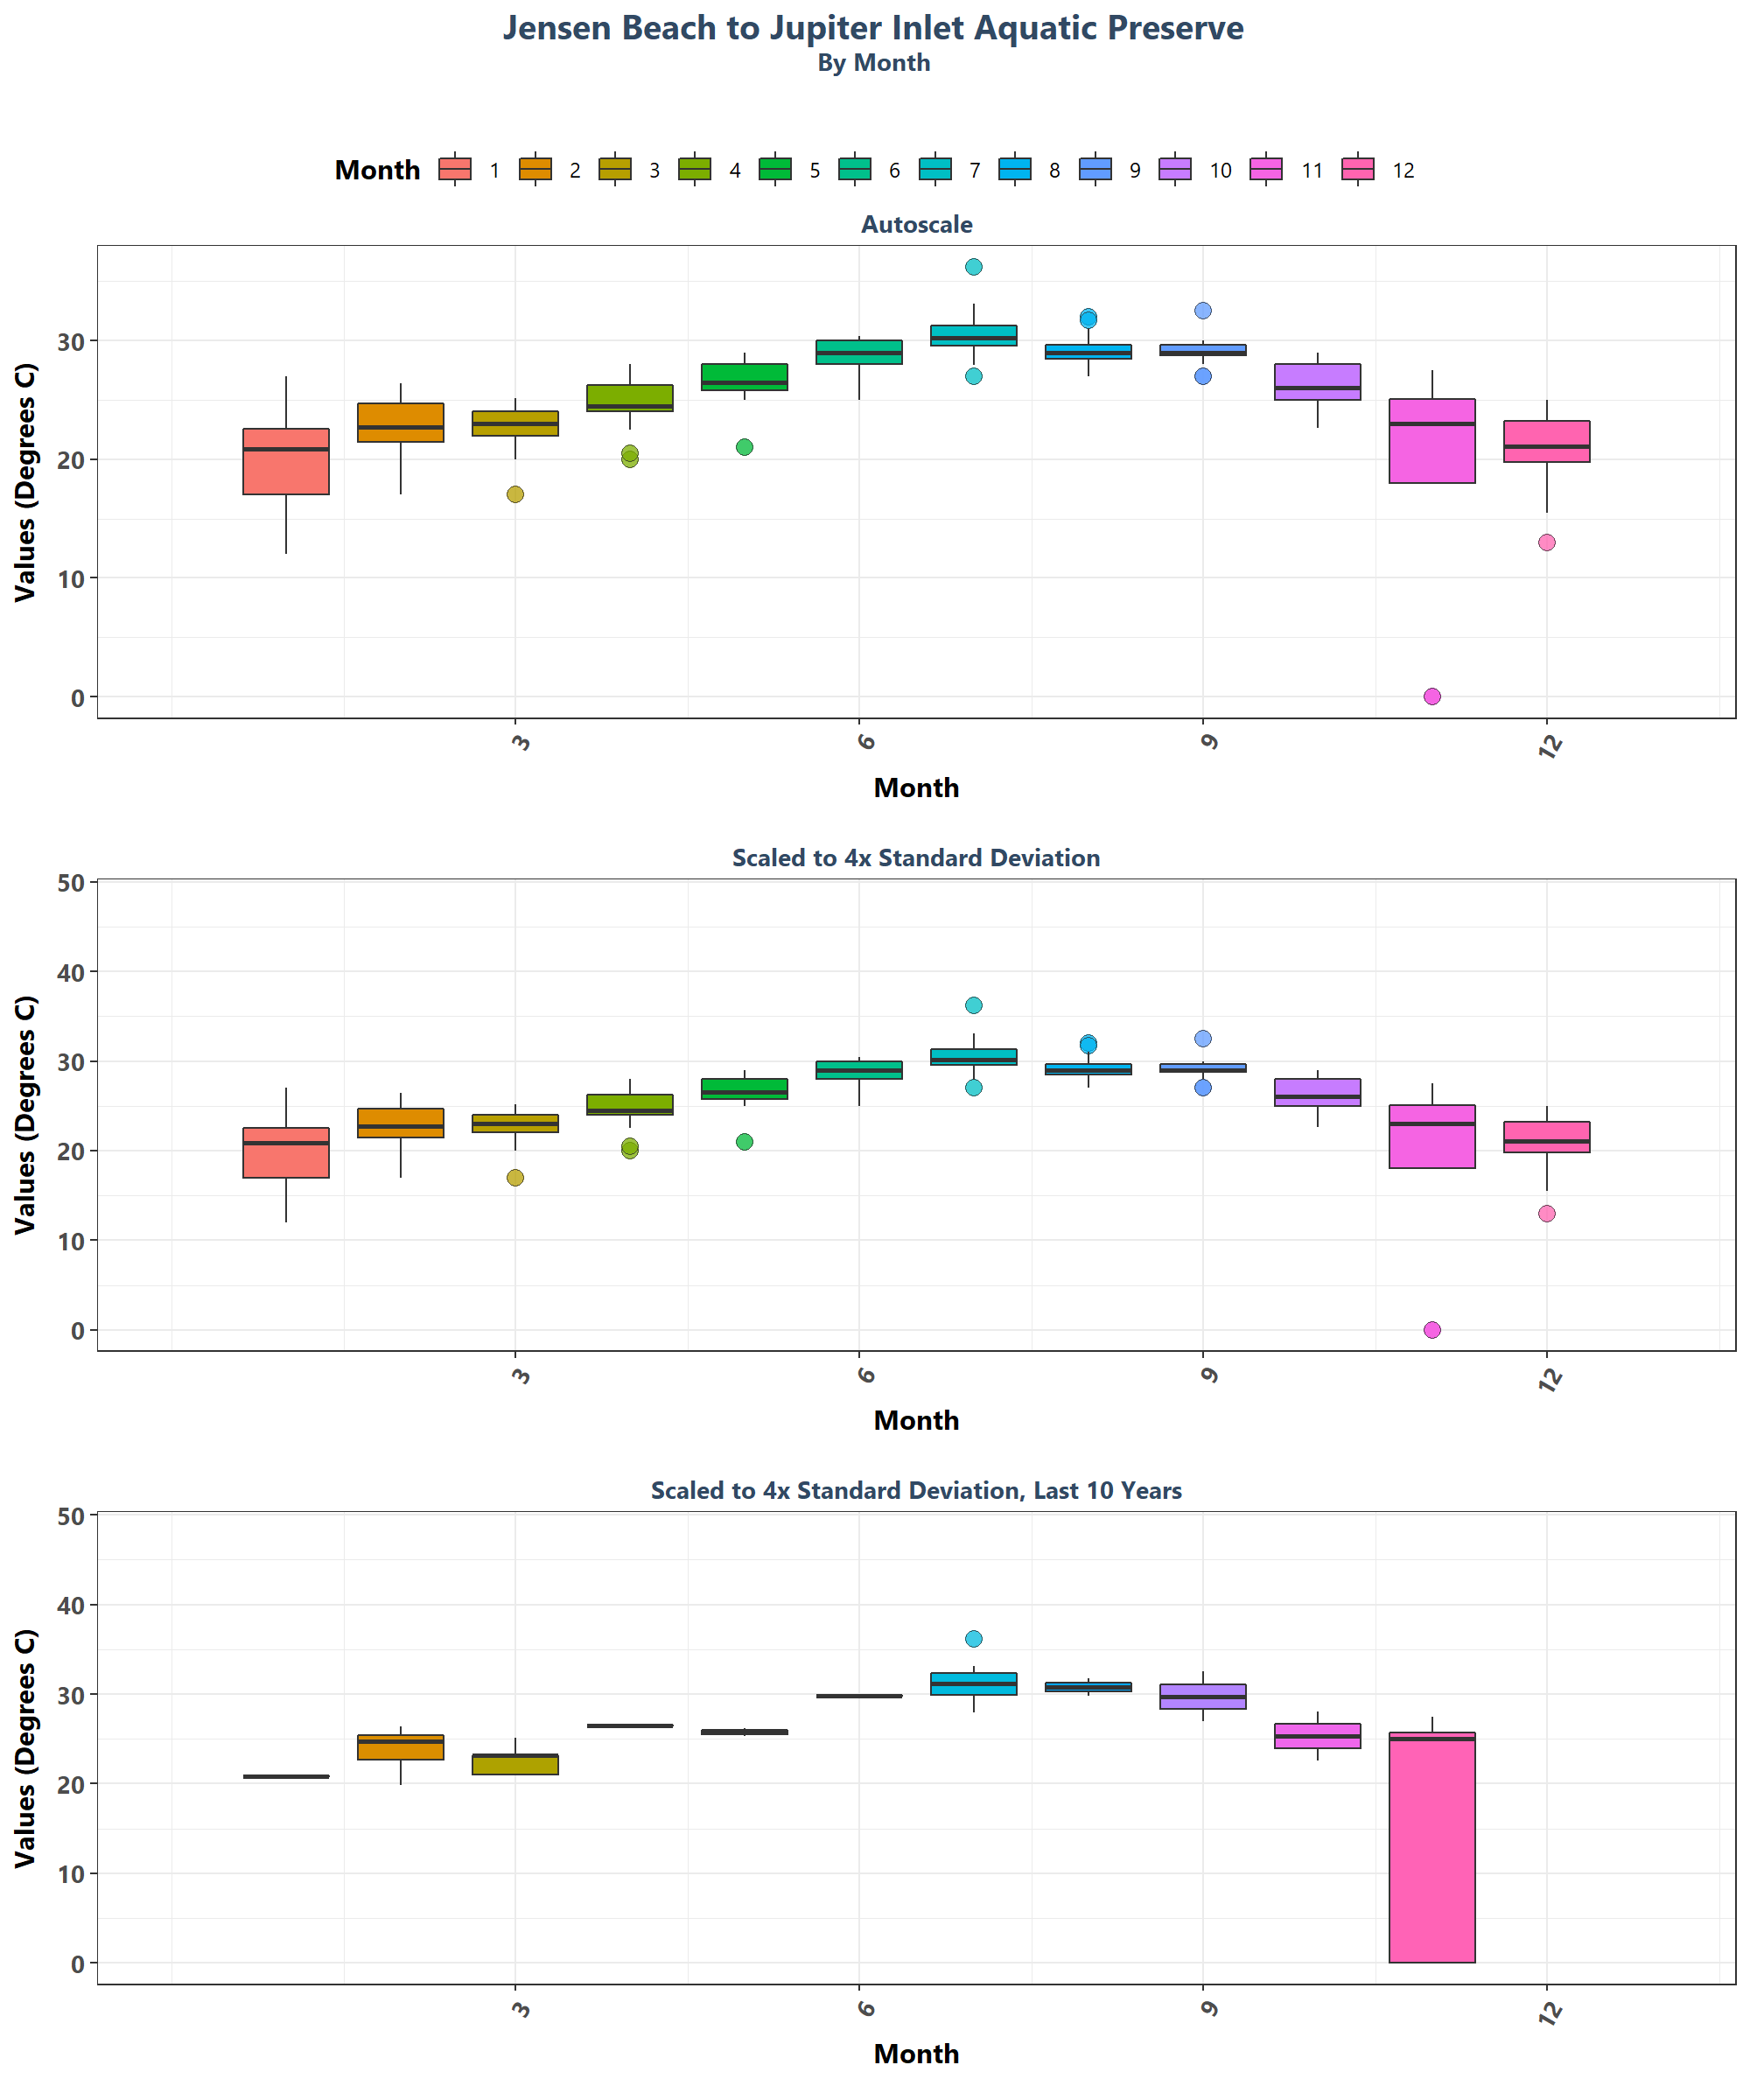 Jensen Beach to Jupiter Inlet Aquatic Preserve
By Month
Month 1 2 3 4 5 6 7 8 9 10 11 12
Autoscale
Values (Degrees C)
30
20
10
0
3 6 9 12
Month
Scaled to 4x Standard Deviation
Values (Degrees C)
50
40
30
20
10
0
3 6 9 12
Month
Scaled to 4x Standard Deviation, Last 10 Years
Values (Degrees C)
50
40
30
20
10
0
3 6 9 12
Month